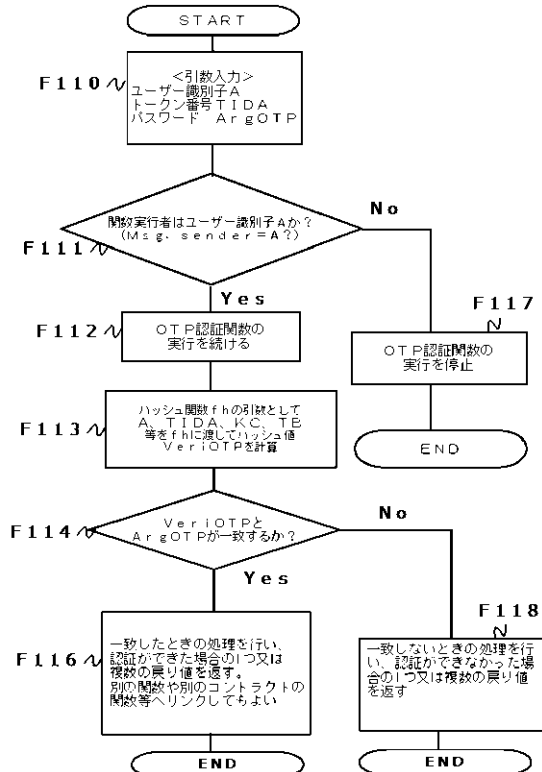 START
F110
<引数入力>
ユーザー識別子A
トークン番号TIDA
パスワード ArgOTP
関数実行者はユーザー識別子Aか?
(Msg．sender=A?)
F111
No
Yes
F112
OTP認証関数の
実行を続ける
F117
OTP認証関数の
実行を停止
END
F113
ハッシュ関数fhの引数として
A、TIDA、KC、TB
等をfhに渡してハッシュ値
VeriOTPを計算
F114
VeriOTPと
ArgOTPが一致するか?
No
Yes
F116
一致したときの処理を行い、
認証ができた場合の1つ又は
複数の戻り値を返す。
別の関数や別のコントラクトの
関数等へリンクしてもよい
END
F118
一致しないときの処理を行
い、認証ができなかった場
合の1つ又は複数の戻り値
を返す
END